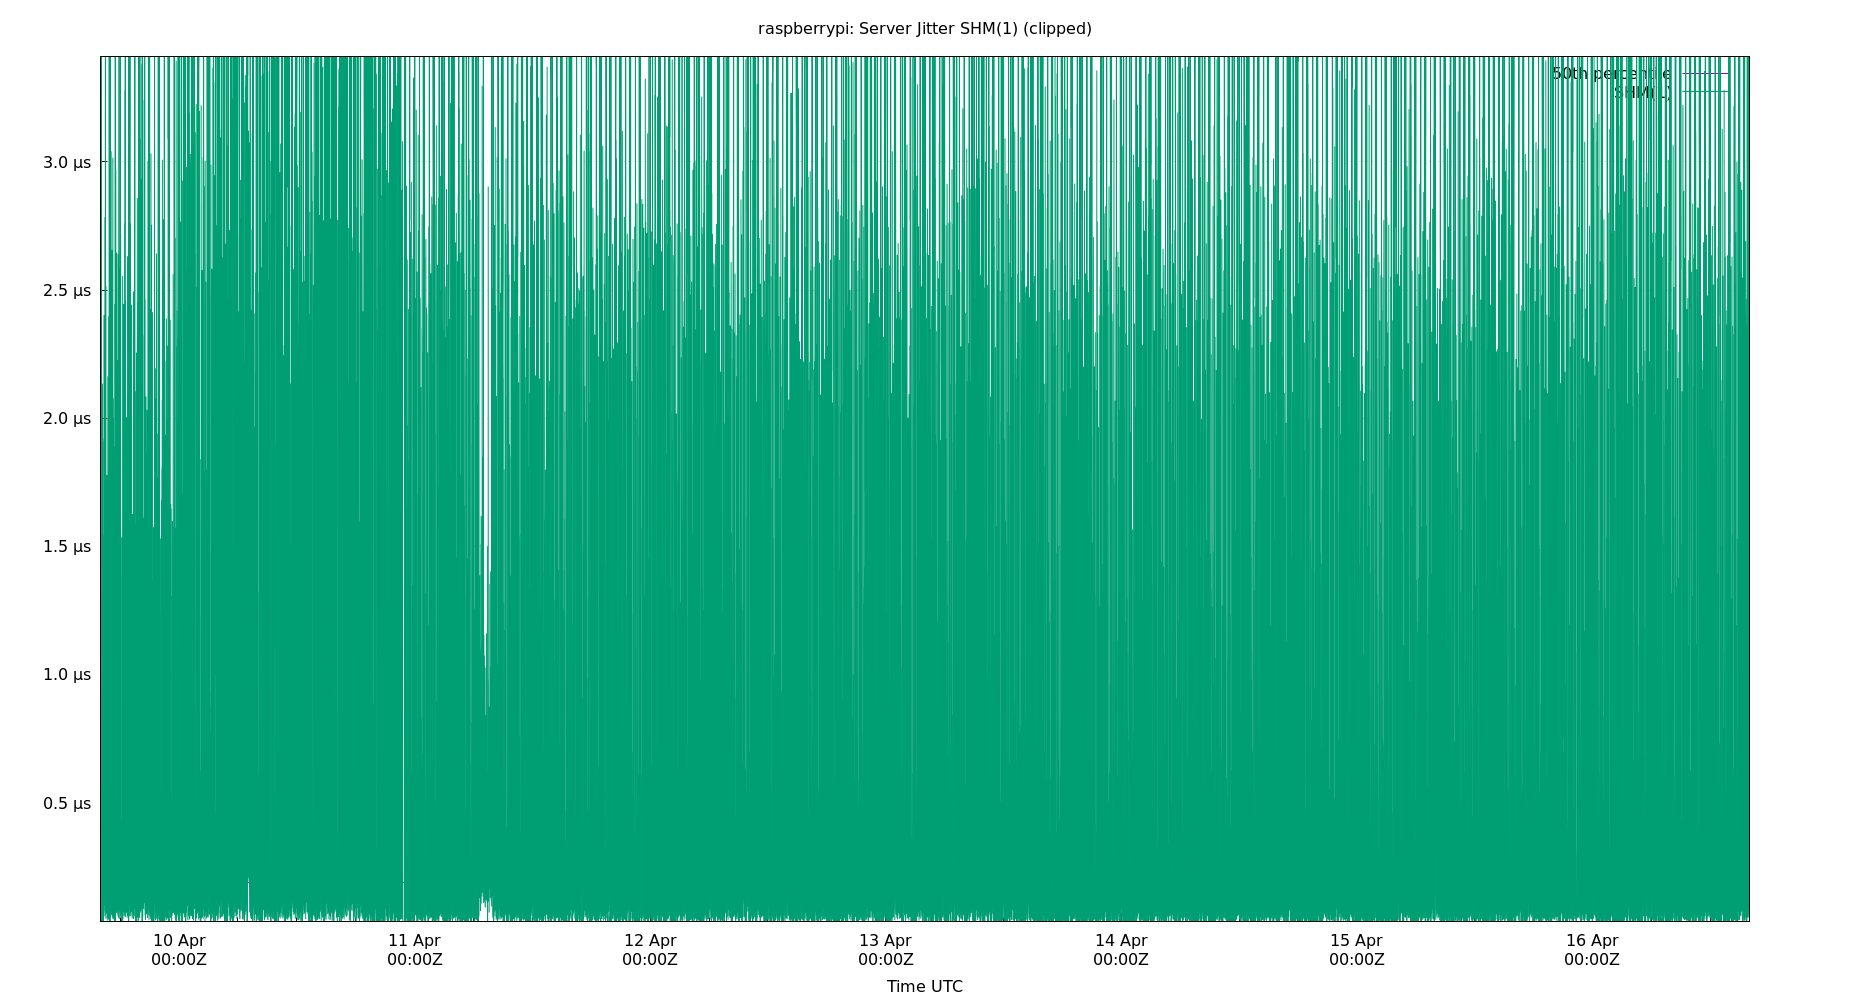 raspberrypi: Server Jitter SHM(1) (clipped)
50th percentile
SHM(1)
3.0 µs
2.5 µs
2.0 µs
1.5 µs
1.0 µs
0.5 µs
10 Apr 11 Apr 12 Apr 13 Apr 14 Apr 15 Apr 16 Apr
00:00Z 00:00Z 00:00Z 00:00Z 00:00Z 00:00Z 00:00Z
Time UTC